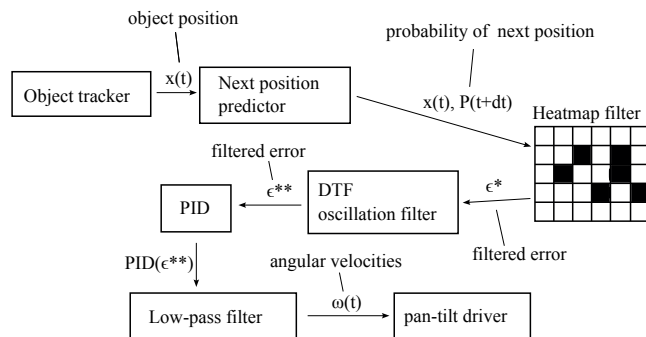 object position
probability of next position
x(t)
Object tracker
Next position
predictor
x(t), P(t+dt)
Heatmap filter
filtered error
ϵ**
DTF
oscillation filter
ϵ*
PID
filtered error
PID(ϵ**)
angular velocities
ω(t)
Low-pass filter
pan-tilt driver